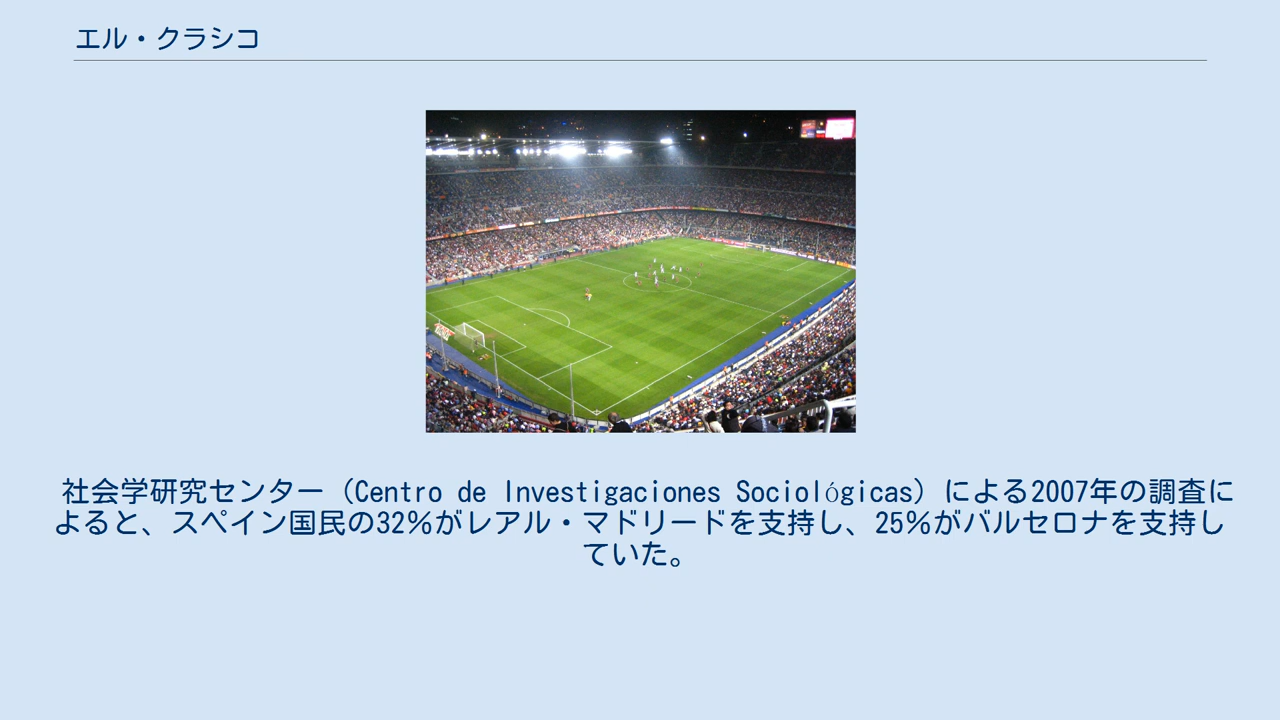 エル・クラシコ
社会学研究センター（Centro de Investigaciones Sociológicas）による2007年の調査に
よると、スペイン国民の32％がレアル・マドリードを支持し、25％がバルセロナを支持し
ていた。